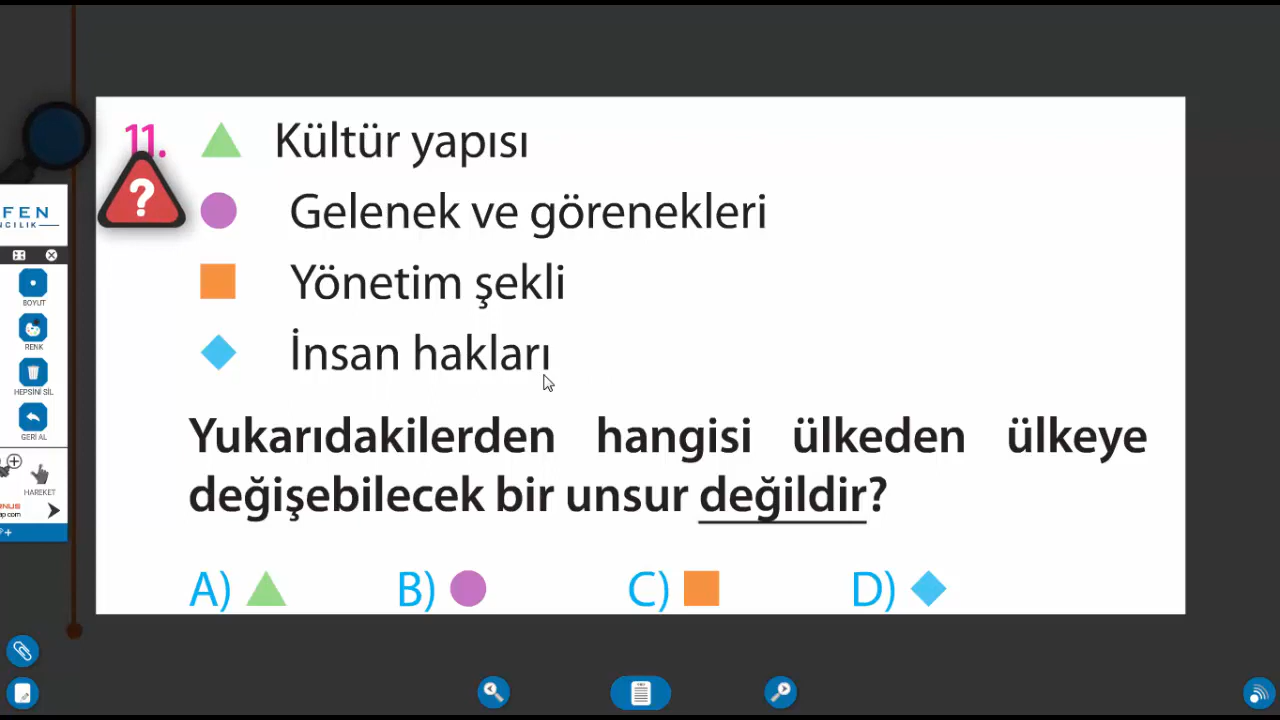 11. Kültür yapısı
Gelenek ve görenekleri
Yönetim şekli
İnsan hakları
Yukarıdakilerden hangisi ülkeden ülkeye
değişebilecek bir unsur değildir?
A) B) C) D)
FEN
NCILIK
BOYUT
RENK
HEPSİNİ SİL
GERİ AL
HAREKET